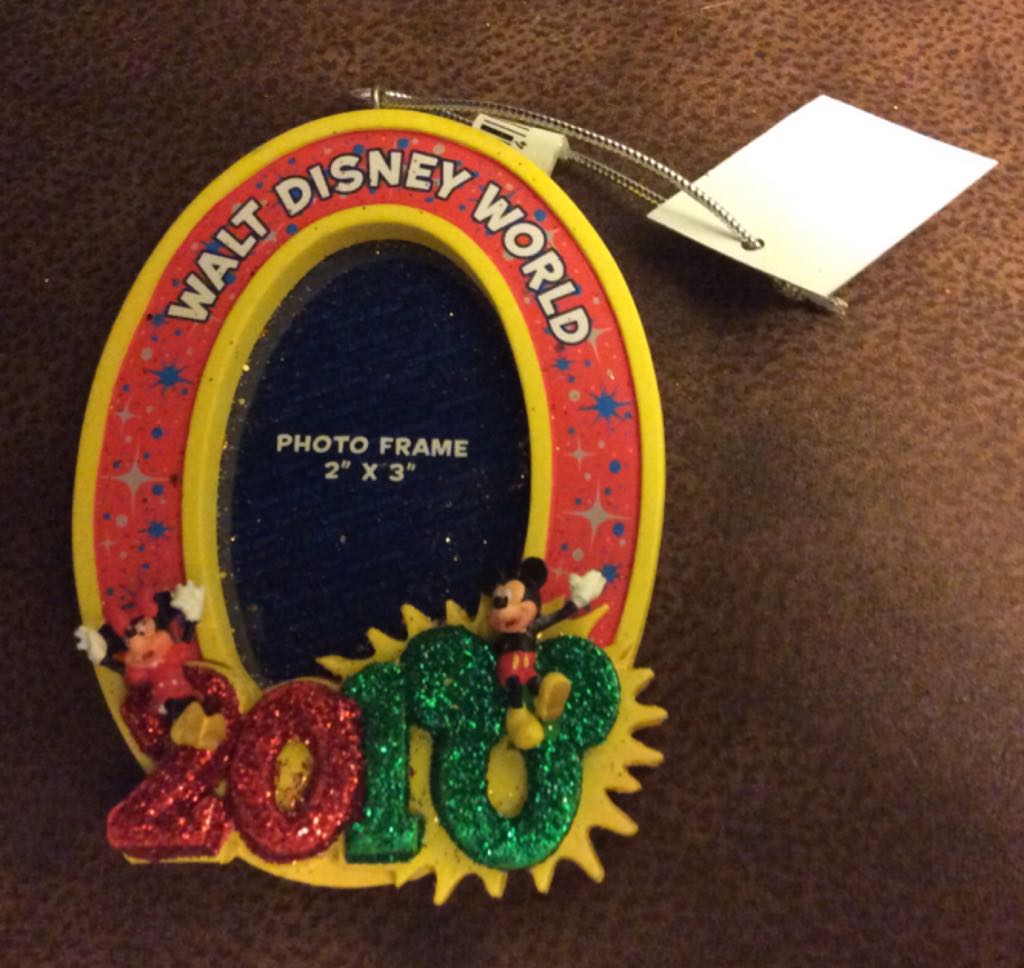 WALT DISNEY WORLD
PHOTO FRAME
2" X 3"
2010